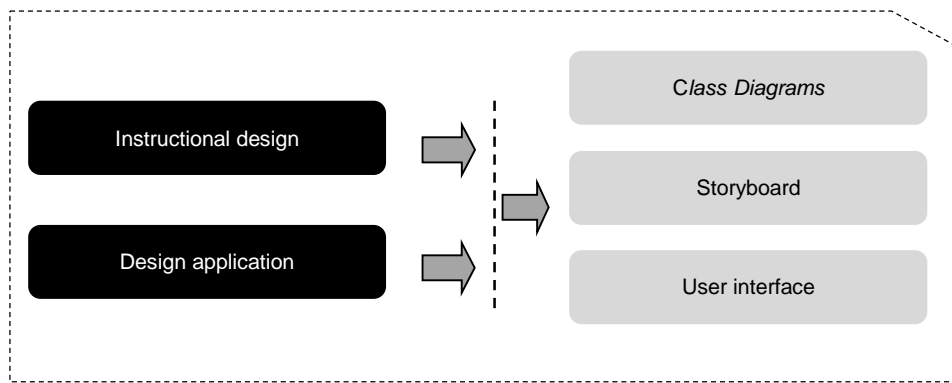 Instructional design
Design application
Class Diagrams
Storyboard
User interface